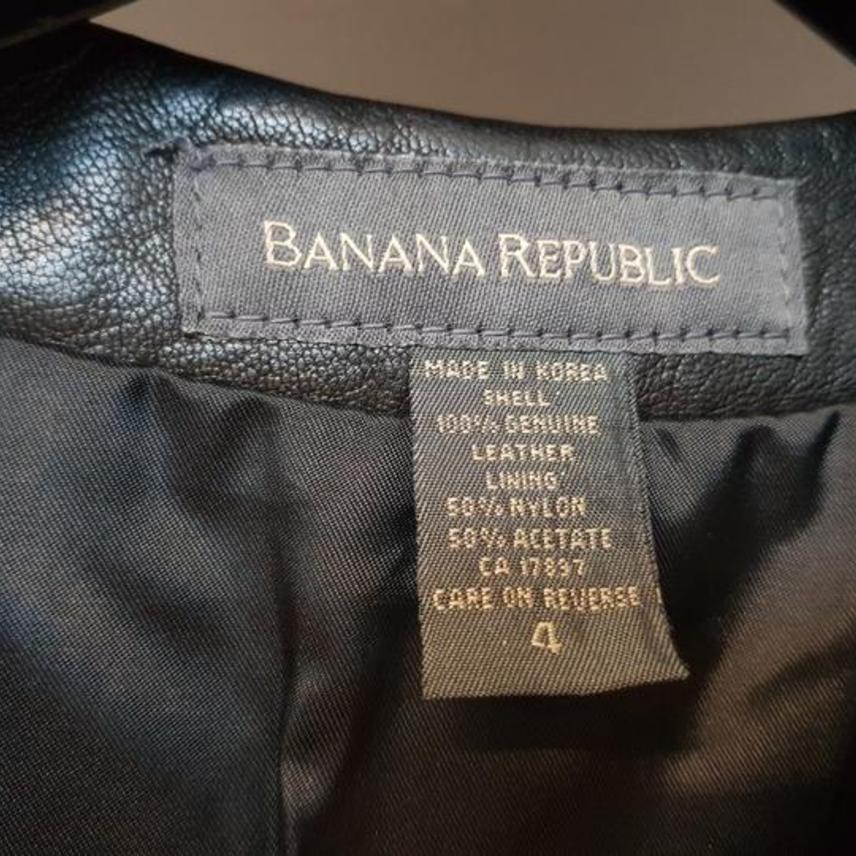 BANANA REPUBLIC
MADE IN KOREA
SHELL
100% GENUINE
LEATHER
LINING
50% NYLON
50% ACETATE
CA 17897
CARE ON REVERSE
4